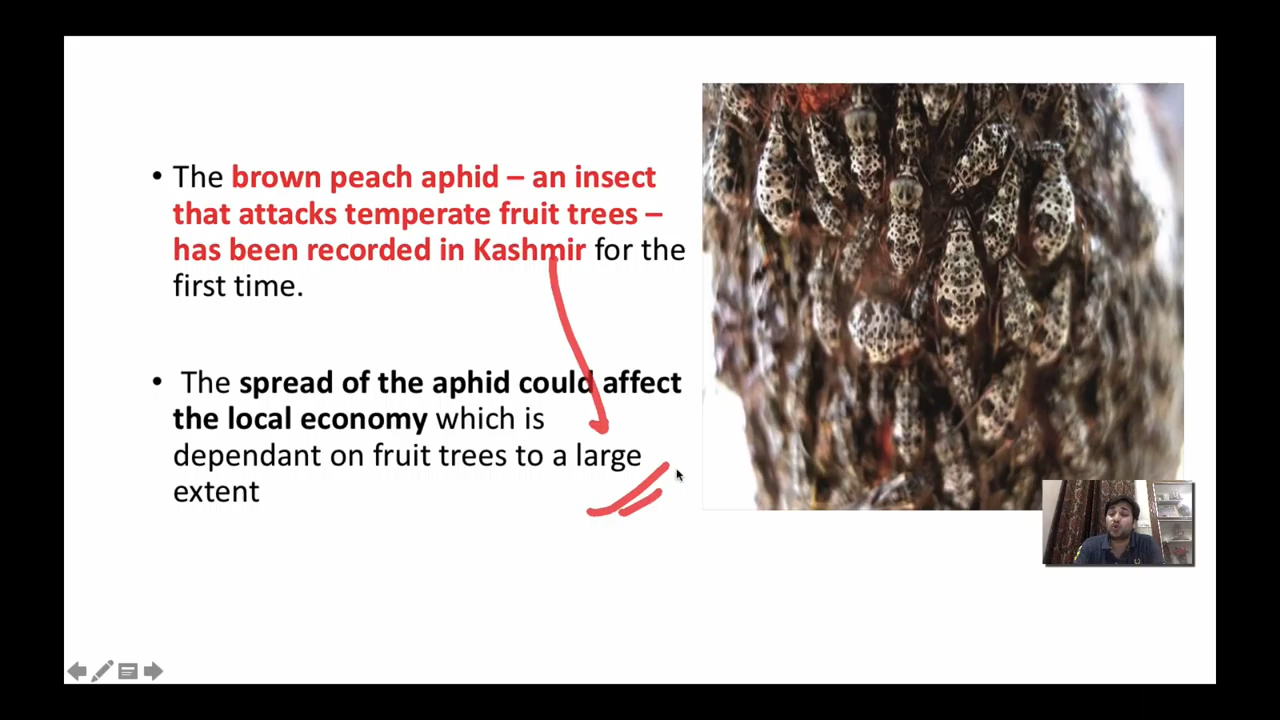 • The brown peach aphid – an insect
that attacks temperate fruit trees –
has been recorded in Kashmir for the
first time.
• The spread of the aphid could affect
the local economy which is
dependant on fruit trees to a large
extent